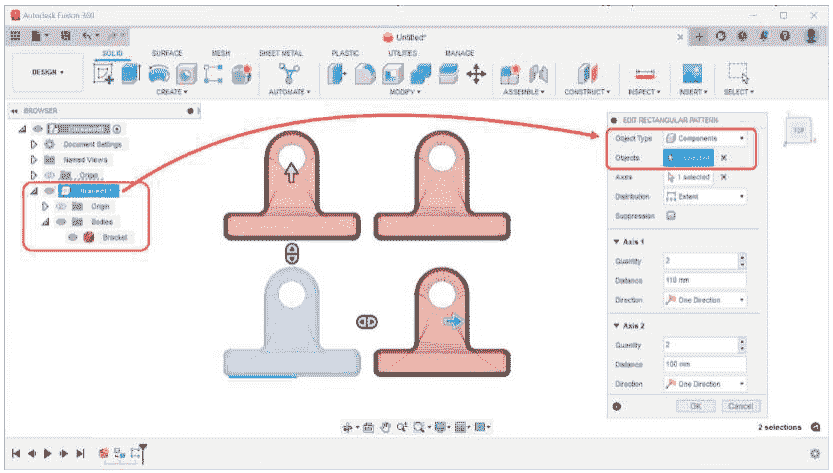 Autodesk Fusion 360
Untitled*
SOLID SURFACE MESH SHEET METAL PLASTIC UTILITIES MANAGE
DESIGN
CREATE AUTOMATE MODIFY ASSEMBLE CONSTRUCT INSPECT INSERT SELECT
BROWSER
Document Settings
Named Views
Origin
Origin
Bodies
Bracket
EDIT RECTANGULAR PATTERN
Object Type Components
Objects selected
Axes 1 selected
Distribution Extent
Suppression
Axis 1
Quantity 2
Distance 110 mm
Direction One Direction
Axis 2
Quantity 2
Distance 100 mm
Direction One Direction
OK Cancel
TOP
2 selections